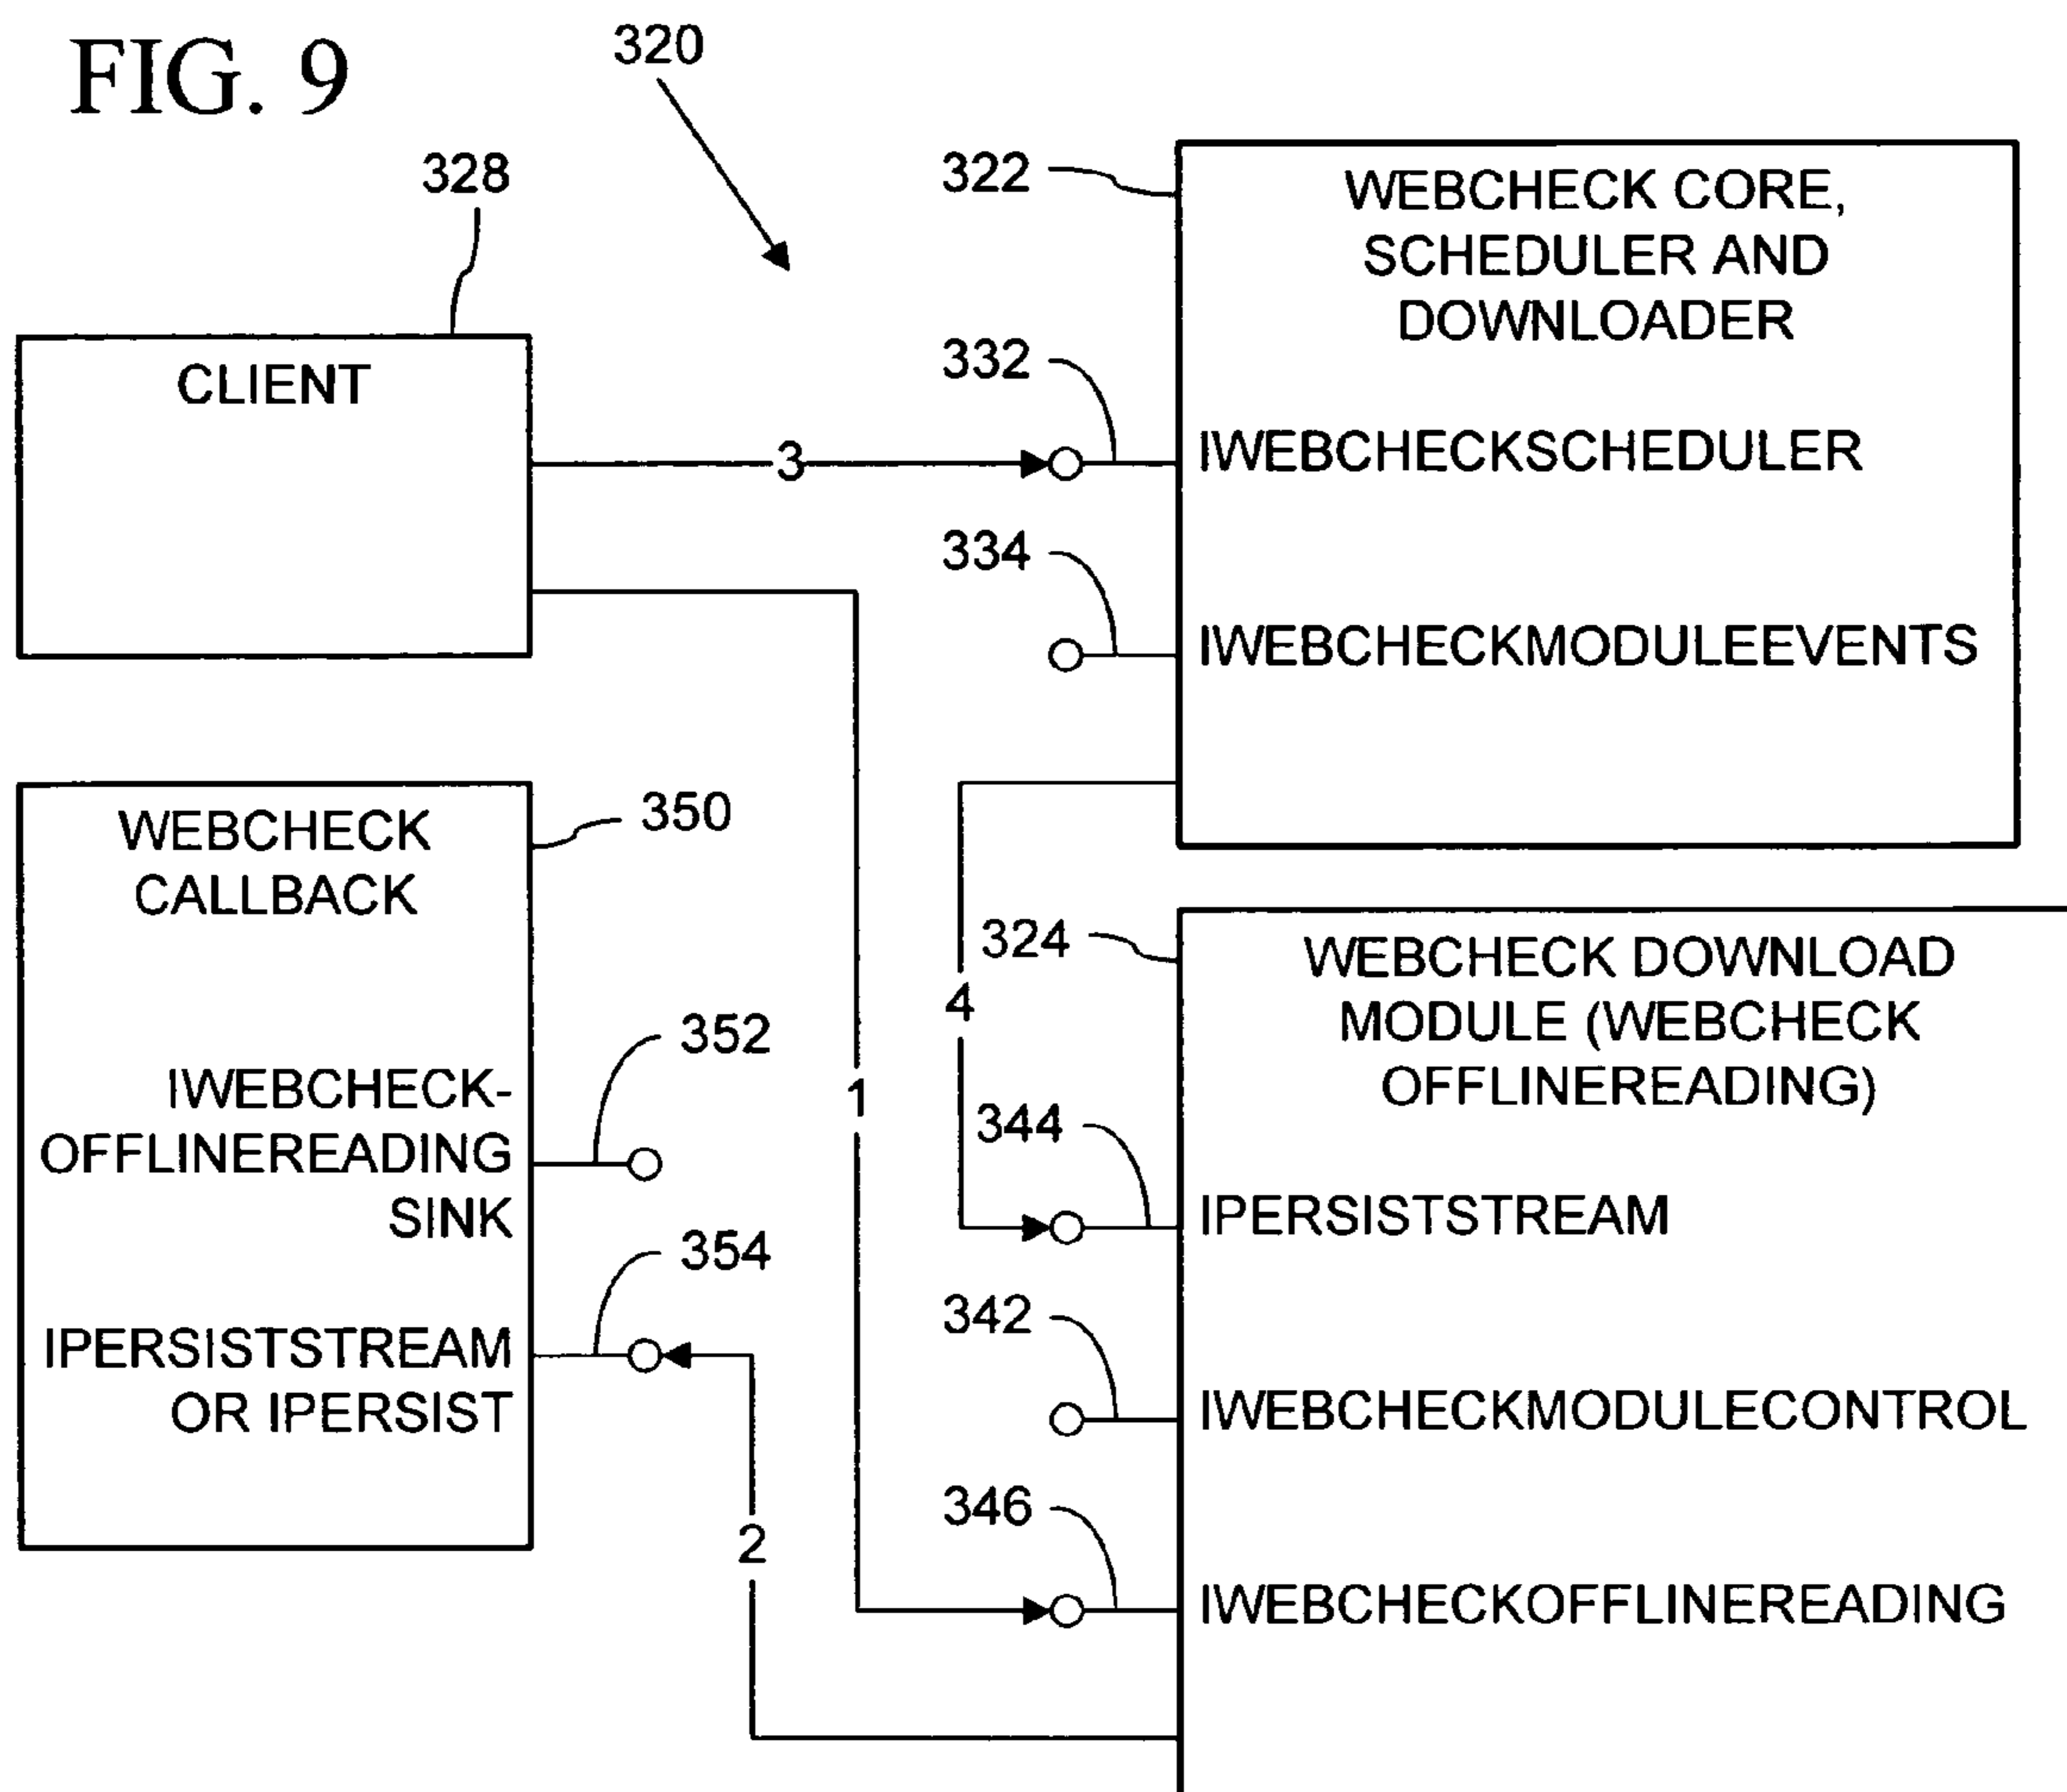 FIG. 9
320
328
322
WEBCHECK CORE,
SCHEDULER AND
DOWNLOADER
332
CLIENT
3
IWEBCHECKSCHEDULER
334
IWEBCHECKMODULEEVENTS
WEBCHECK
CALLBACK
350
324
WEBCHECK DOWNLOAD
MODULE (WEBCHECK
OFFLINEREADING)
4
352
IWEBCHECK-
OFFLINEREADING
SINK
1
344
IPERSISTSTREAM
354
342
IPERSISTSTREAM
OR IPERSIST
IWEBCHECKMODULECONTROL
346
2
IWEBCHECKOFFLINEREADING